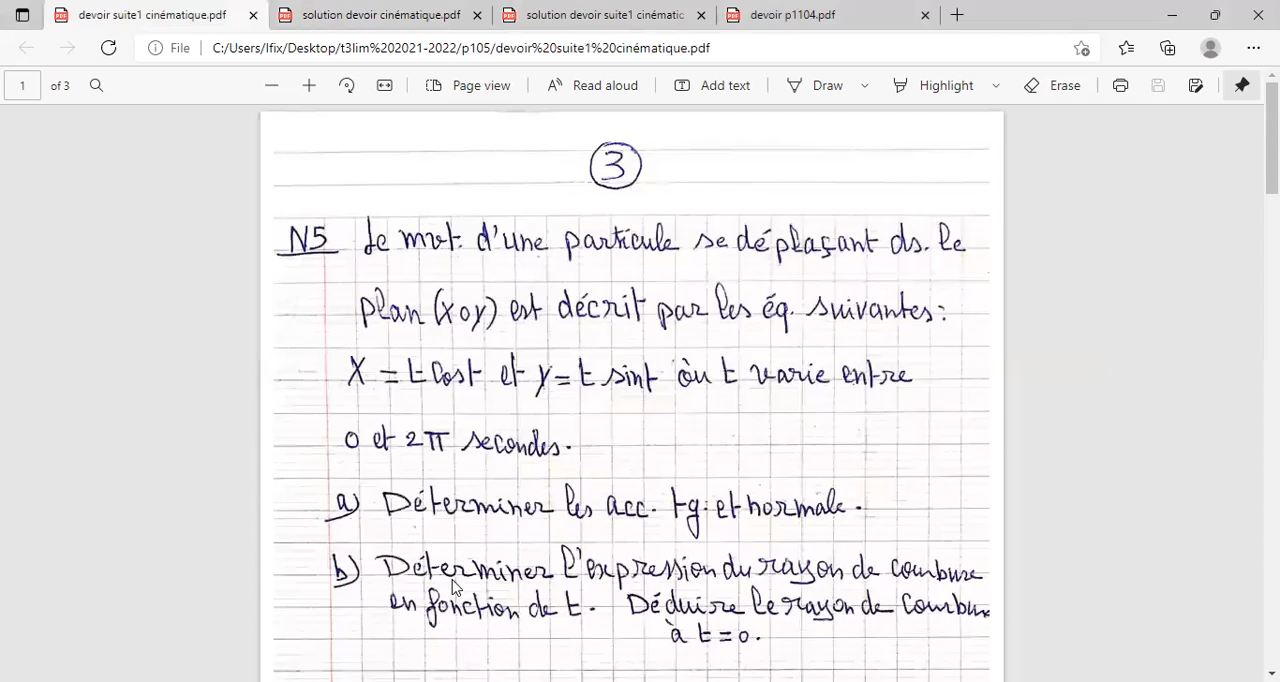 devoir suite1 cinématique.pdf
solution devoir cinématique.pdf
solution devoir suite1 cinématic
devoir p1104.pdf
File
C:/Users/Ifix/Desktop/t3lim%202021-2022/p105/devoir%20suite1%20cinématique.pdf
1 of 3
Page view
Read aloud
Add text
Draw
Highlight
Erase
3
N5 Le mvt. d'une particule se déplaçant ds. le
plan (xoy) est décrit par les éq. suivantes:
X = t cost et y = t sint où t varie entre
0 et 2π secondes.
a) Déterminer les acc. tg. et normale.
b) Déterminer l'expression du rayon de courbure
en fonction de t. Déduire le rayon de courbure
à t = 0.